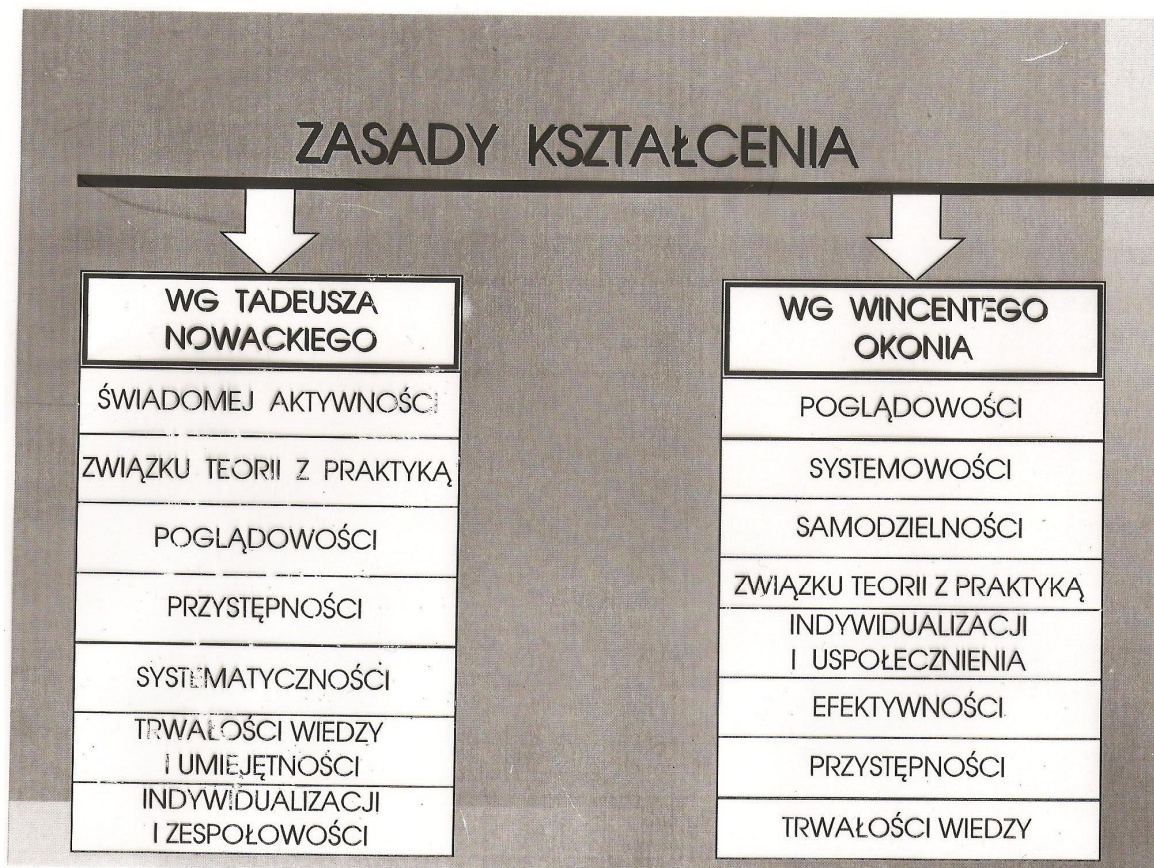 ZASADY KSZTAŁCENIA
WG TADEUSZA
NOWACKIEGO
ŚWIADOMEJ AKTYWNOŚCI
ZWIĄZKU TEORII Z PRAKTYKĄ
POGLĄDOWOŚCI
PRZYSTĘPNOŚCI
SYSTEMATYCZNOŚCI
TRWAŁOŚCI WIEDZY
I UMIEJĘTNOŚCI
INDYWIDUALIZACJI
I ZESPOŁOWOŚCI
WG WINCENTEGO
OKONIA
POGLĄDOWOŚCI
SYSTEMOWOŚCI
SAMODZIELNOŚCI
ZWIĄZKU TEORII Z PRAKTYKĄ
INDYWIDUALIZACJI
I USPOŁECZNIENIA
EFEKTYWNOŚCI
PRZYSTĘPNOŚCI
TRWAŁOŚCI WIEDZY